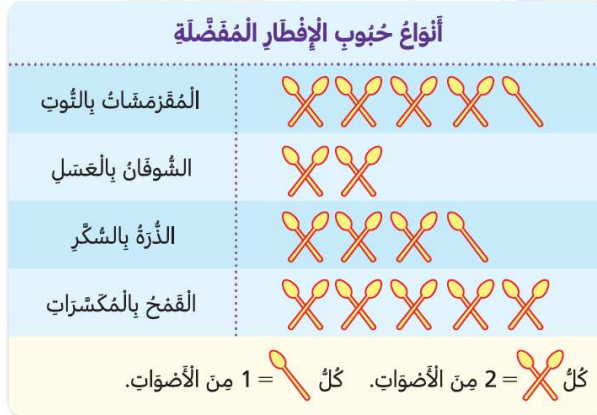 أَنْوَاعُ حُبُوبِ الْإِفْطَارِ الْمُفَضَّلَةِ
الْمُقَرْمَشَاتُ بِالتُّوتِ
الشُّوفَانُ بِالْعَسَلِ
الذُّرَةُ بِالسُّكَّرِ
الْقَمْحُ بِالْمُكَسَّرَاتِ
كُلُّ = 2 مِنَ الْأَصْوَاتِ. كُلُّ = 1 مِنَ الْأَصْوَاتِ.